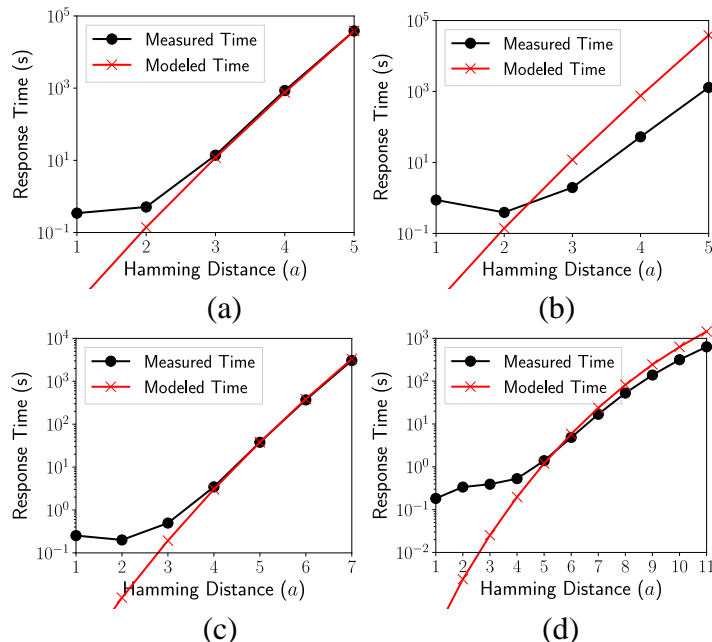 10^5
10^3
10^1
10^-1
Response Time (s)
Measured Time
Modeled Time
1 2 3 4 5
Hamming Distance (a)
(a)
10^5
10^3
10^1
10^-1
Response Time (s)
Measured Time
Modeled Time
1 2 3 4 5
Hamming Distance (a)
(b)
10^4
10^3
10^2
10^1
10^0
10^-1
Response Time (s)
Measured Time
Modeled Time
1 2 3 4 5 6 7
Hamming Distance (a)
(c)
10^3
10^2
10^1
10^0
10^-1
10^-2
Response Time (s)
Measured Time
Modeled Time
1 2 3 4 5 6 7 8 9 10 11
Hamming Distance (a)
(d)